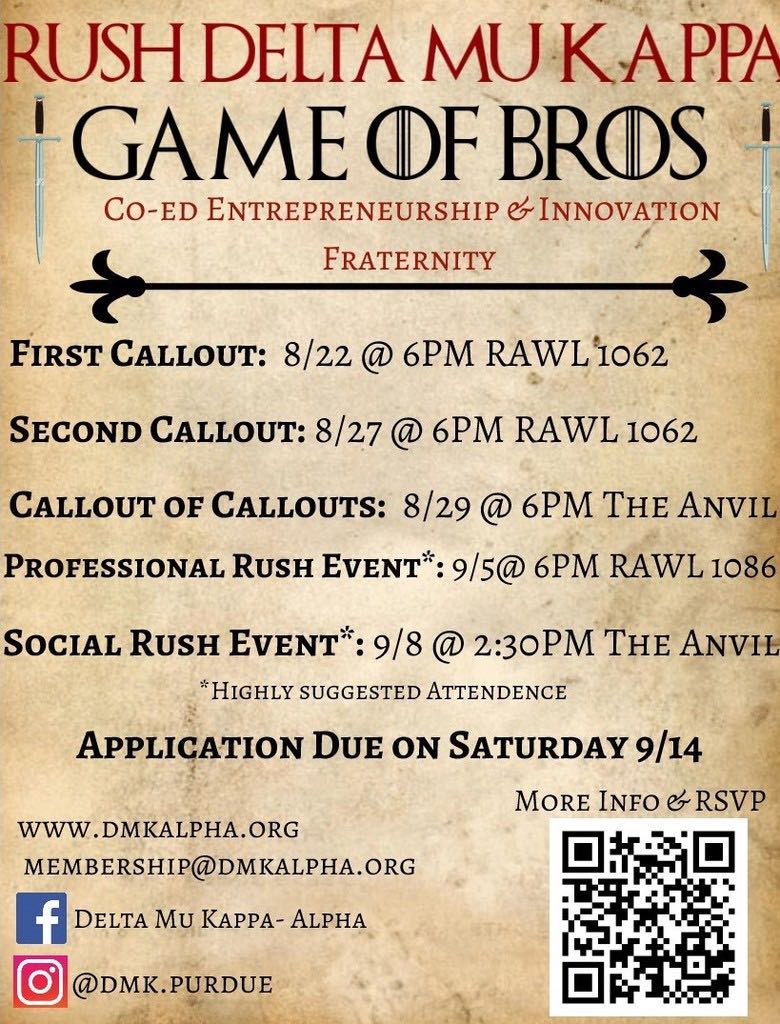 RUSH DELTA MU KAPPA
GAME OF BROS
CO-ED ENTREPRENEURSHIP & INNOVATION
FRATERNITY
FIRST CALLOUT: 8/22 @ 6PM RAWL 1062
SECOND CALLOUT: 8/27 @ 6PM RAWL 1062
CALLOUT OF CALLOUTS: 8/29 @ 6PM THE ANVIL
PROFESSIONAL RUSH EVENT*: 9/5@ 6PM RAWL 1086
SOCIAL RUSH EVENT*: 9/8 @ 2:30PM THE ANVIL
*HIGHLY SUGGESTED ATTENDENCE
APPLICATION DUE ON SATURDAY 9/14
MORE INFO & RSVP
WWW.DMKALPHA.ORG
MEMBERSHIP@DMKALPHA.ORG
DELTA MU KAPPA- ALPHA
@DMK.PURDUE